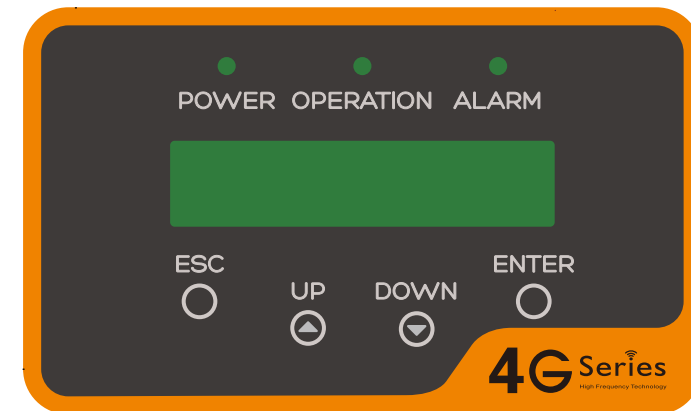 POWER OPERATION ALARM
ESC ENTER
UP DOWN
4G Series
High Frequency Technology